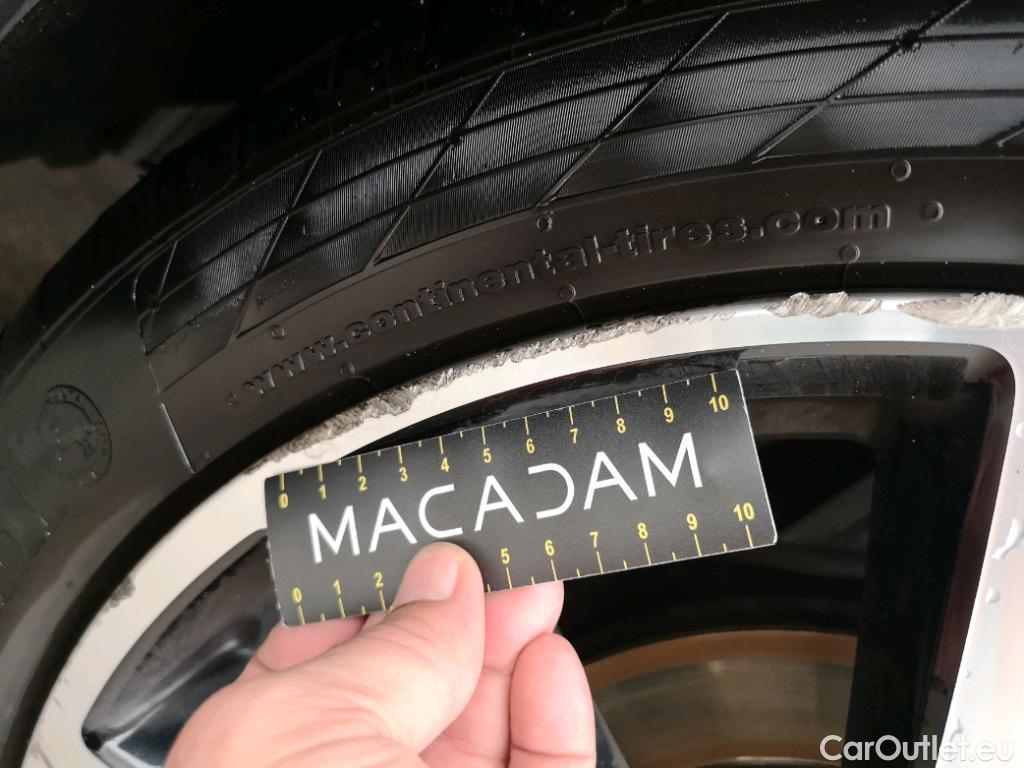 www.continental-tires.com
0 1 2 3 4 5 6 7 8 9 10
MACADAM
0 1 2 5 6 7 8 9 10
CarOutlet.eu